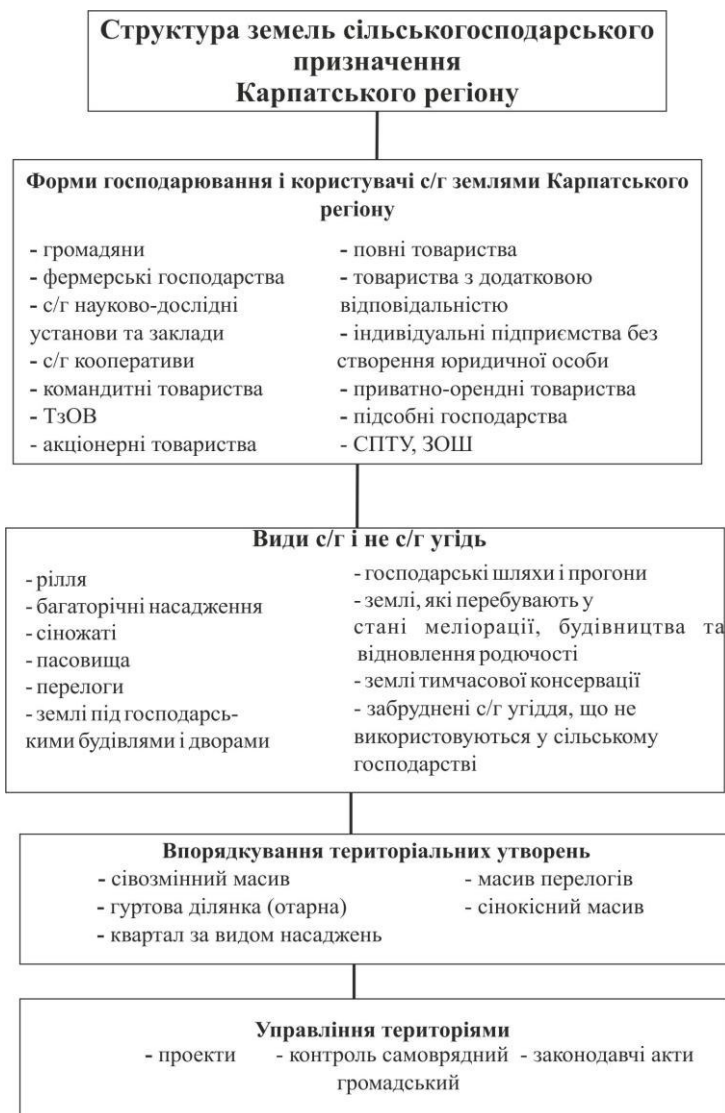 Структура земель сільськогосподарського
призначення
Карпатського регіону
Форми господарювання і користувачі с/г землями Карпатського
регіону
- громадяни
- фермерські господарства
- с/г науково-дослідні
установи та заклади
- с/г кооперативи
- командитні товариства
- ТзОВ
- акціонерні товариства
- повні товариства
- товариства з додатковою
відповідальністю
- індивідуальні підприємства без
створення юридичної особи
- приватно-орендні товариства
- підсобні господарства
- СПТУ, ЗОШ
Види с/г і не с/г угідь
- рілля
- багаторічні насадження
- сіножаті
- пасовища
- перелоги
- землі під господарсь-
кими будівлями і дворами
- господарські шляхи і прогони
- землі, які перебувають у
стані меліорації, будівництва та
відновлення родючості
- землі тимчасової консервації
- забруднені с/г угіддя, що не
використовуються у сільському
господарстві
Впорядкування територіальних утворень
- сівозмінний масив
- гуртова ділянка (отарна)
- квартал за видом насаджень
- масив перелогів
- сінокісний масив
Управління територіями
- проекти - контроль самоврядний - законодавчі акти
громадський